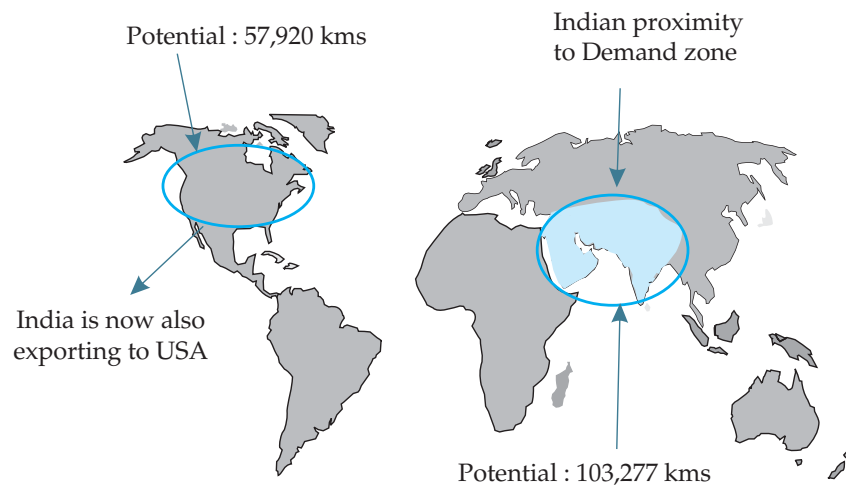 Potential : 57,920 kms
Indian proximity
to Demand zone
India is now also
exporting to USA
Potential : 103,277 kms